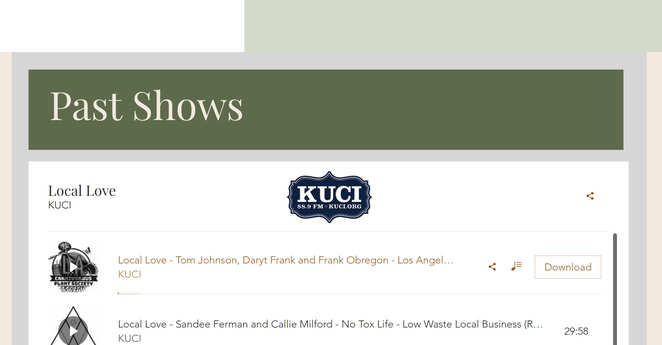 Past Shows
Local Love
KUCI
KUCI
88.9 FM • KUCI.ORG
Local Love - Tom Johnson, Daryt Frank and Frank Obregon - Los Angel...
KUCI
Download
PLANT SOCIETY
Local Love - Sandee Ferman and Callie Milford - No Tox Life - Low Waste Local Business (R...
KUCI
29:58